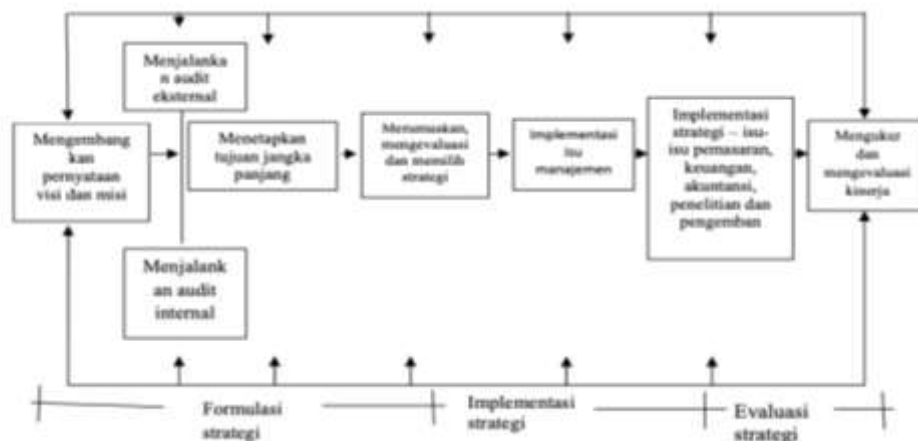 Menjalanka
n audit
eksternal
Mengembang
kan
pernyataan
visi dan misi
Menetapkan
tujuan jangka
panjang
Merumuskan,
mengevaluasi
dan memilih
strategi
Implementasi
isu
manajemen
Implementasi
strategi – isu-
isu pemasaran,
keuangan,
akuntansi,
penelitian dan
pengemban
Mengukur
dan
mengevaluasi
kinerja
Menjalank
an audit
internal
Formulasi
strategi
Implementasi
strategi
Evaluasi
strategi